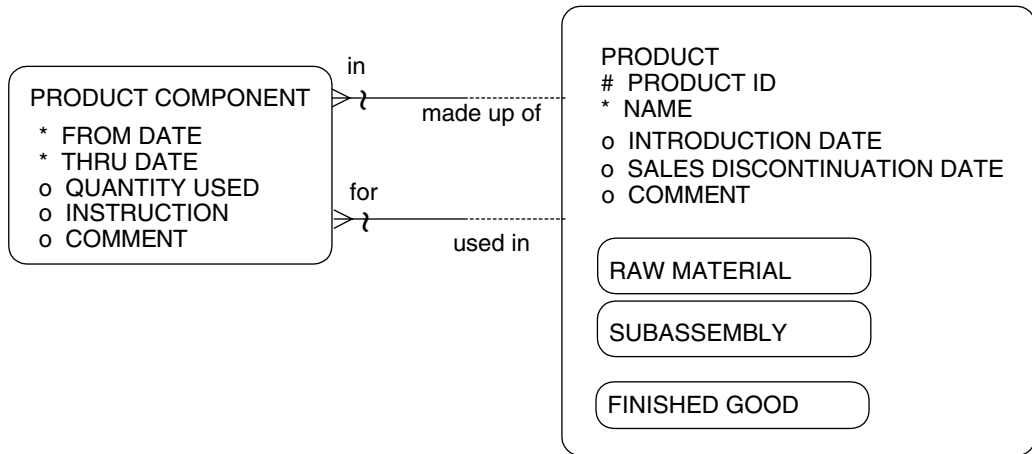 PRODUCT COMPONENT
* FROM DATE
* THRU DATE
o QUANTITY USED
o INSTRUCTION
o COMMENT
in
made up of
for
used in
PRODUCT
# PRODUCT ID
* NAME
o INTRODUCTION DATE
o SALES DISCONTINUATION DATE
o COMMENT
RAW MATERIAL
SUBASSEMBLY
FINISHED GOOD